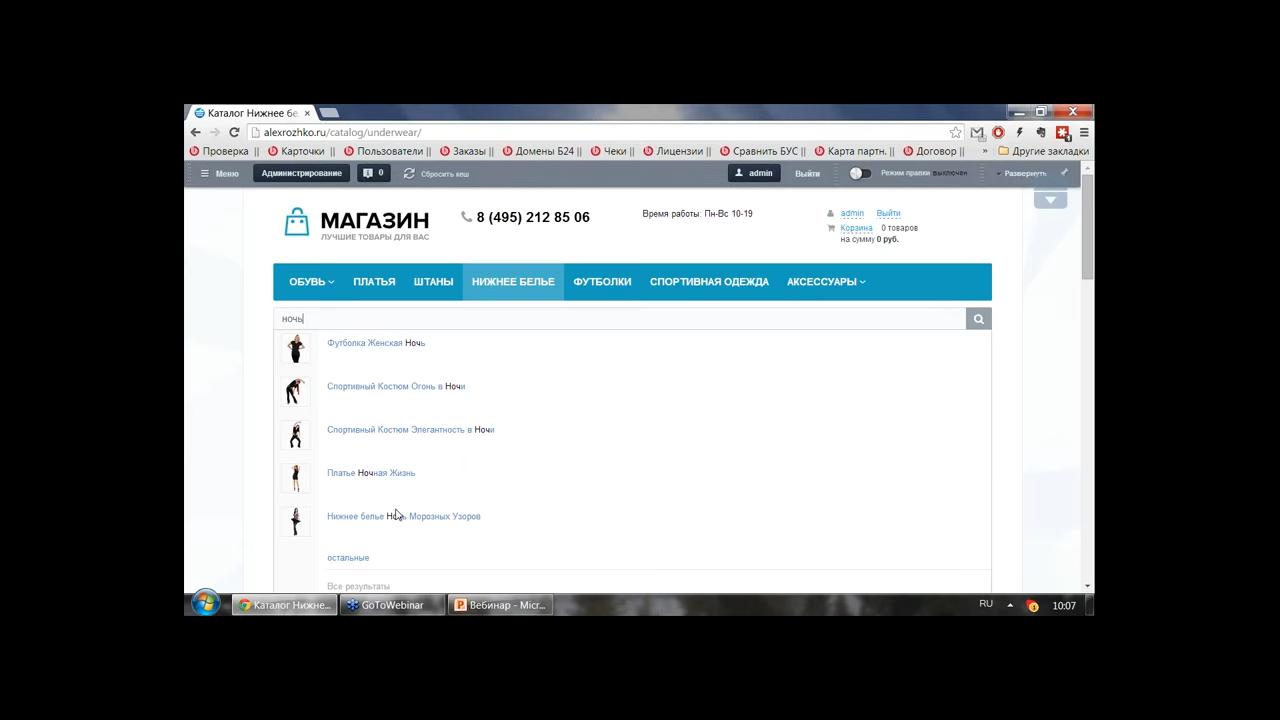 Каталог Нижнее бе
alexrozhko.ru/catalog/underwear/
Проверка || Карточки || Пользователи || Заказы || Домены Б24 || Чеки || Лицензии || Сравнить БУС || Карта партн. || Договор || » Другие закладки
Меню Администрирование 0 Сбросить кеш admin Выйти Режим правки выключен Развернуть
МАГАЗИН
ЛУЧШИЕ ТОВАРЫ ДЛЯ ВАС
8 (495) 212 85 06
Время работы: Пн-Вс 10-19
admin Выйти
Корзина 0 товаров
на сумму 0 руб.
ОБУВЬ ПЛАТЬЯ ШТАНЫ НИЖНЕЕ БЕЛЬЕ ФУТБОЛКИ СПОРТИВНАЯ ОДЕЖДА АКСЕССУАРЫ
ночь
Футболка Женская Ночь
Спортивный Костюм Огонь в Ночи
Спортивный Костюм Элегантность в Ночи
Платье Ночная Жизнь
Нижнее белье Ночь Морозных Узоров
остальные
Все результаты
Каталог Нижне... GoToWebinar Вебинар - Micr... RU 10:07